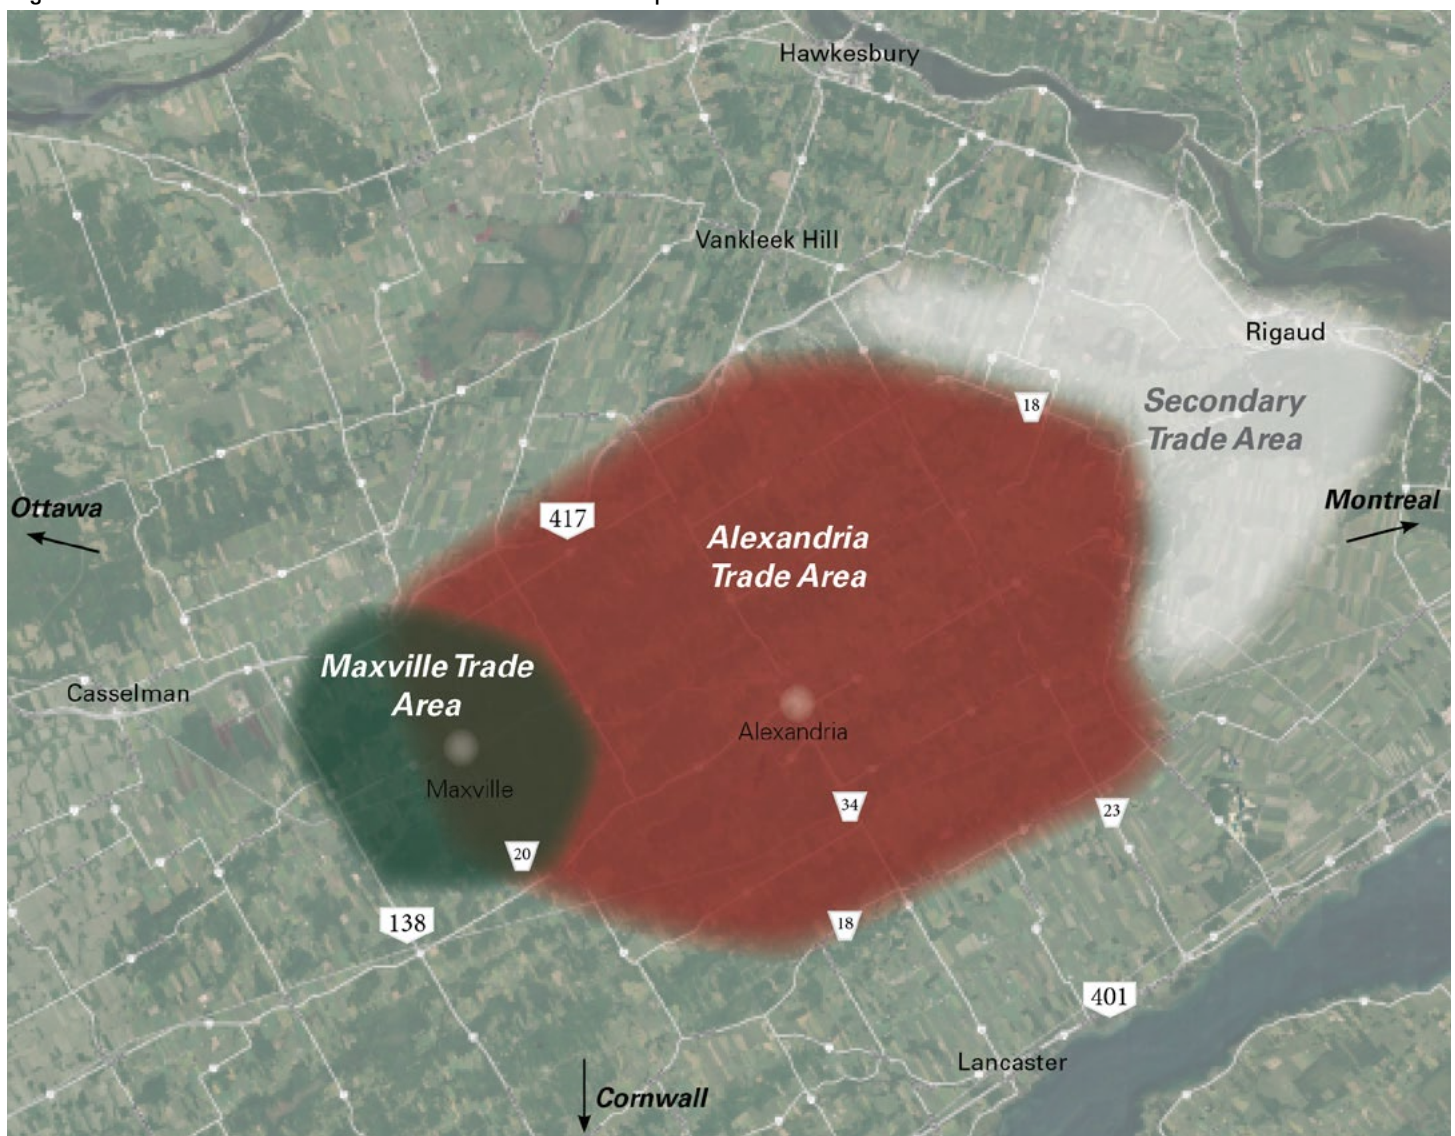 Hawkesbury
Vankleek Hill
Rigaud
Secondary
Trade Area
18
Ottawa
Montreal
417
Alexandria
Trade Area
Maxville Trade
Area
Casselman
Alexandria
Maxville
34
23
20
138
18
401
Lancaster
Cornwall